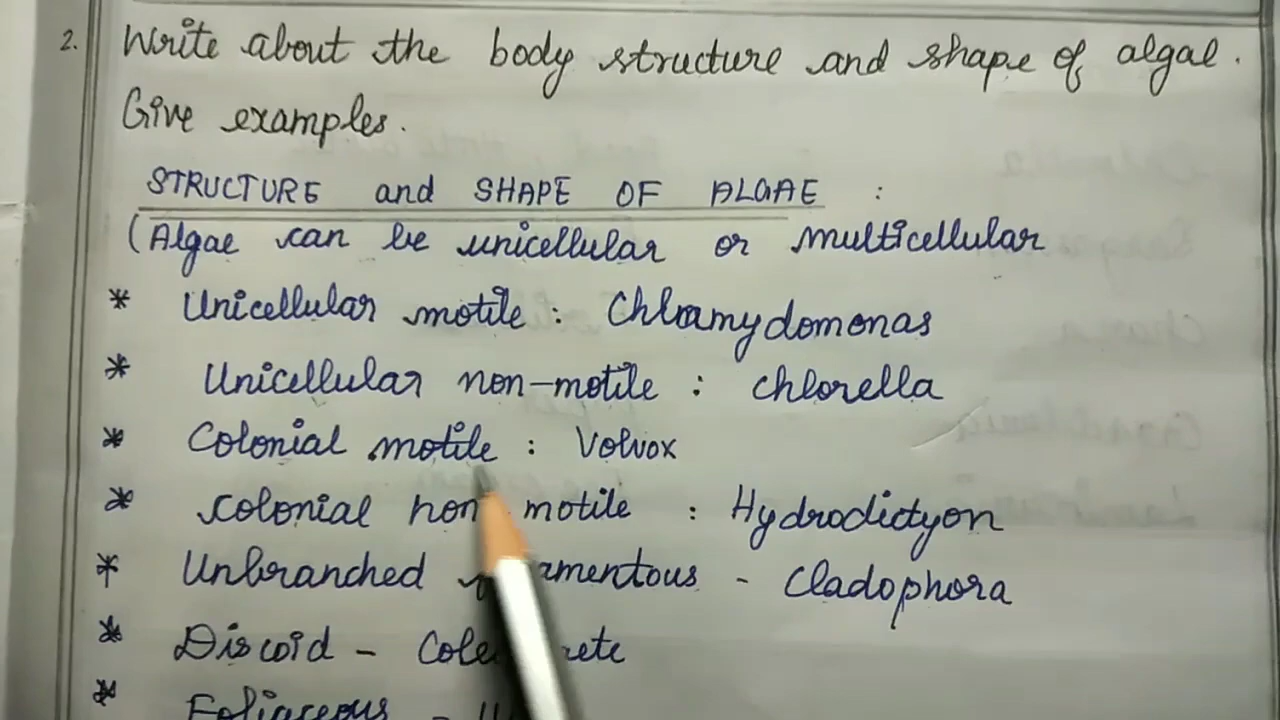 2. Write about the body structure and shape of algal.
Give examples.
STRUCTURE and SHAPE OF ALGAE :
(Algae can be unicellular or multicellular
* Unicellular motile : Chlamydomonas
* Unicellular non-motile : Chlorella
* Colonial motile : Volvox
* Colonial non motile : Hydrodictyon
* Unbranched - Cladophora
* Discoid -
* Foliaceous -